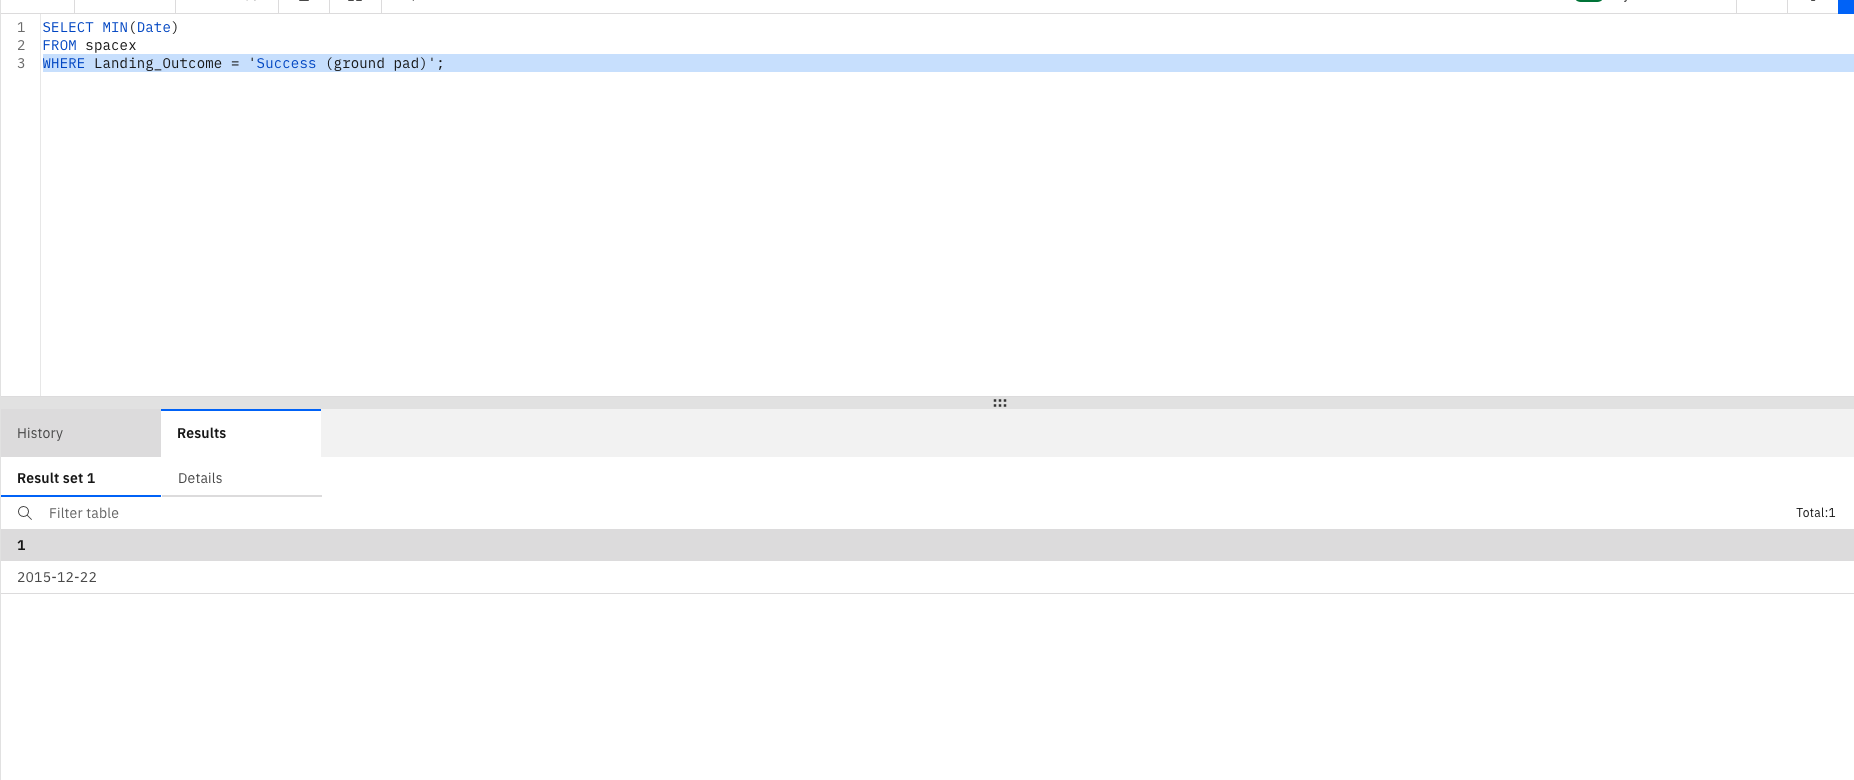 1 SELECT MIN(Date)
2 FROM spacex
3 WHERE Landing_Outcome = 'Success (ground pad)';
History Results
Result set 1 Details
Filter table Total:1
1
2015-12-22